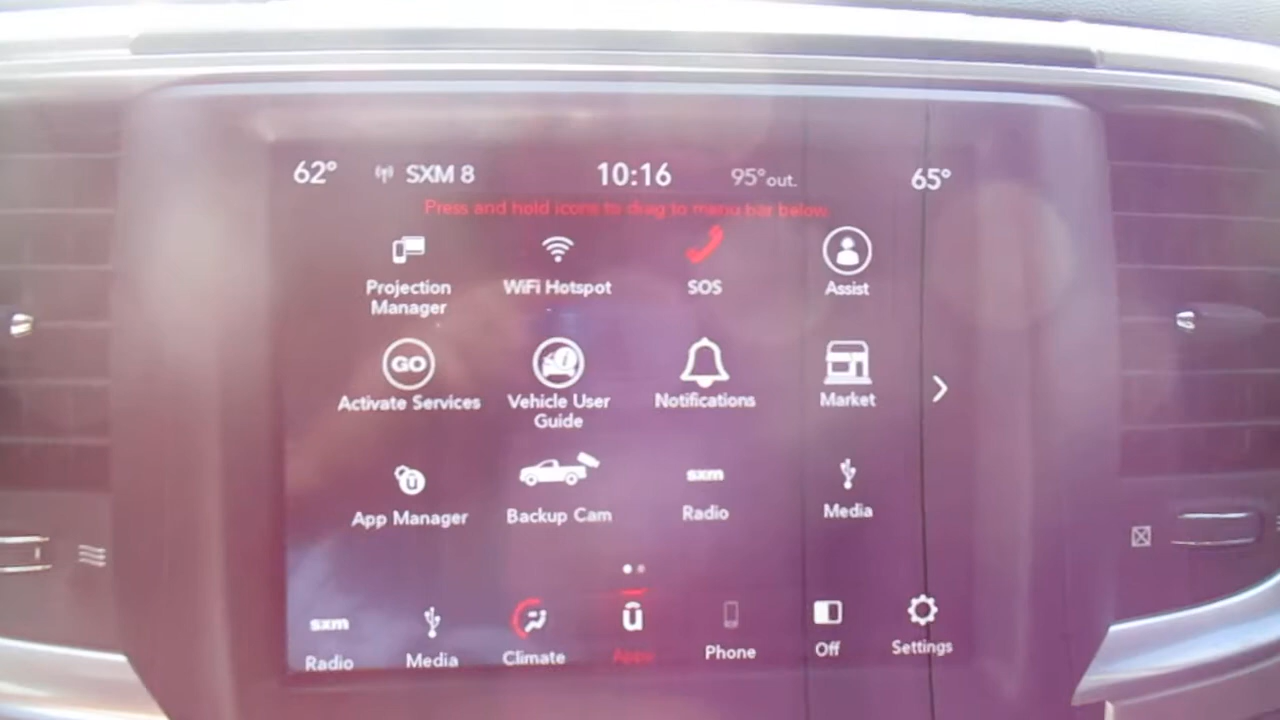 62° SXM 8 10:16 95° out. 65°
Press and hold icons to drag to menu bar below.
Projection Manager WiFi Hotspot SOS Assist
GO
Activate Services Vehicle User Guide Notifications Market
App Manager Backup Cam sxm Radio Media
sxm Radio Media Climate Apps Phone Off Settings